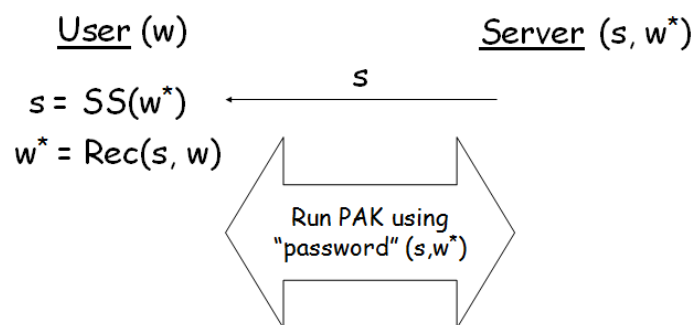 User (w)
Server (s, w*)
s
s = SS(w*)
w* = Rec(s, w)
Run PAK using
“password” (s,w*)